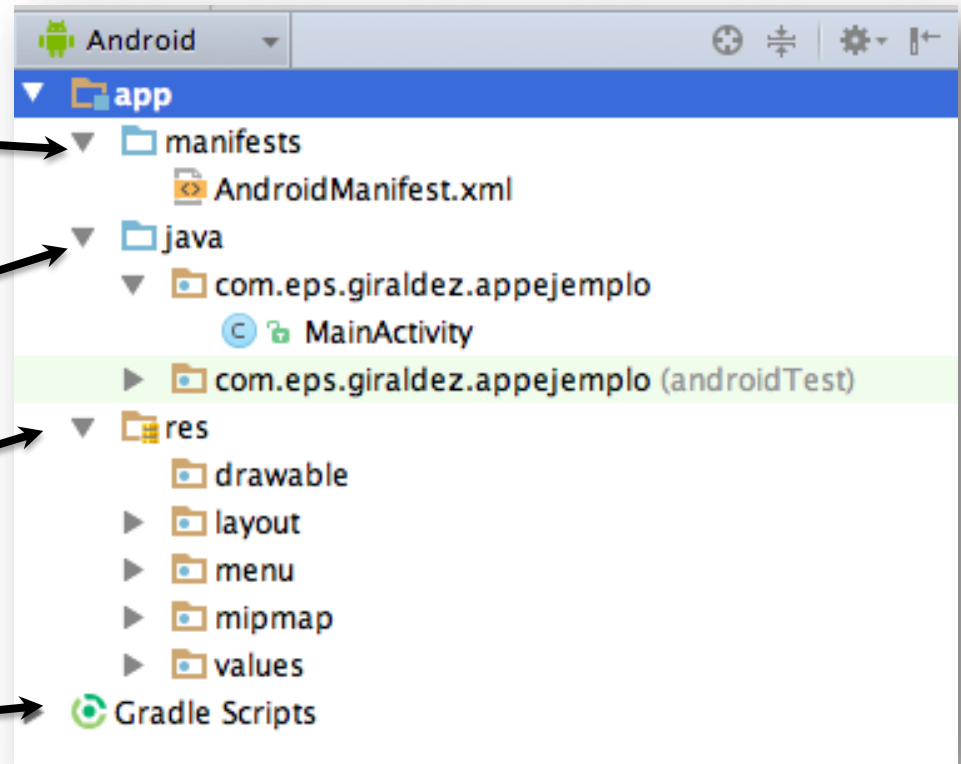 Android
app
manifests
AndroidManifest.xml
java
com.eps.giraldez.appejemplo
C MainActivity
com.eps.giraldez.appejemplo (androidTest)
res
drawable
layout
menu
mipmap
values
Gradle Scripts